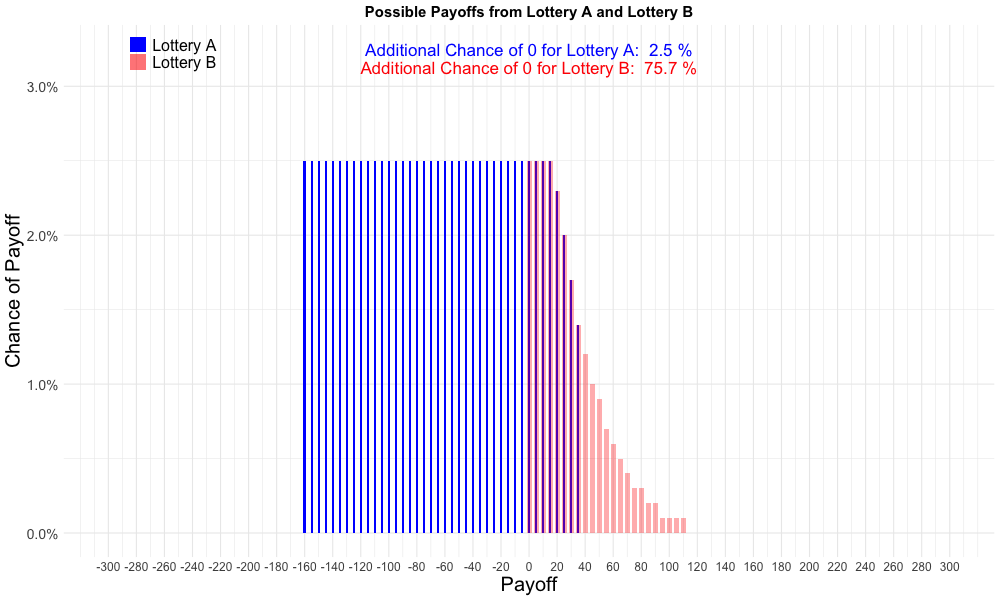 Possible Payoffs from Lottery A and Lottery B
Lottery A
Lottery B
Additional Chance of 0 for Lottery A: 2.5 %
Additional Chance of 0 for Lottery B: 75.7 %
3.0%
2.0%
1.0%
0.0%
Chance of Payoff
-300 -280 -260 -240 -220 -200 -180 -160 -140 -120 -100 -80 -60 -40 -20 0 20 40 60 80 100 120 140 160 180 200 220 240 260 280 300
Payoff